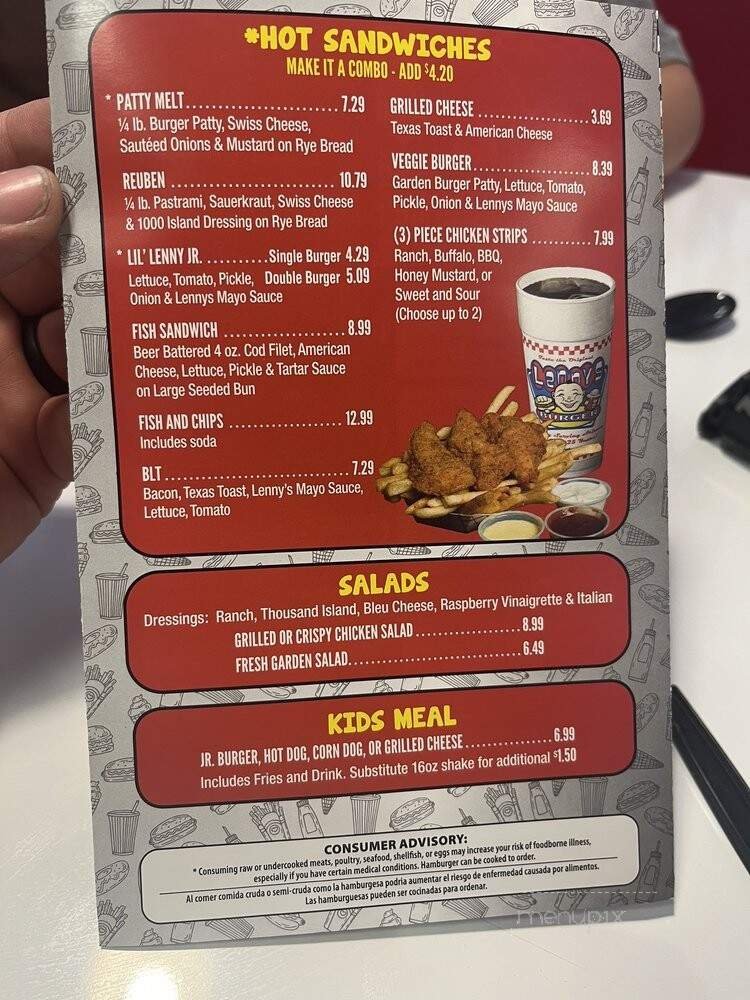 *HOT SANDWICHES
MAKE IT A COMBO - ADD $4.20
* PATTY MELT..............................7.29
¼ lb. Burger Patty, Swiss Cheese,
Sautéed Onions & Mustard on Rye Bread
REUBEN ..............................10.79
¼ lb. Pastrami, Sauerkraut, Swiss Cheese
& 1000 Island Dressing on Rye Bread
* LIL' LENNY JR. ...........Single Burger 4.29
Lettuce, Tomato, Pickle, Double Burger 5.09
Onion & Lennys Mayo Sauce
FISH SANDWICH ......................8.99
Beer Battered 4 oz. Cod Filet, American
Cheese, Lettuce, Pickle & Tartar Sauce
on Large Seeded Bun
FISH AND CHIPS ......................12.99
Includes soda
BLT....................................7.29
Bacon, Texas Toast, Lenny's Mayo Sauce,
Lettuce, Tomato
GRILLED CHEESE ......................3.69
Texas Toast & American Cheese
VEGGIE BURGER......................8.39
Garden Burger Patty, Lettuce, Tomato,
Pickle, Onion & Lennys Mayo Sauce
(3) PIECE CHICKEN STRIPS ...........7.99
Ranch, Buffalo, BBQ,
Honey Mustard, or
Sweet and Sour
(Choose up to 2)
Taste the Original
LENNY'S
BURGER
Serving
SALADS
Dressings: Ranch, Thousand Island, Bleu Cheese, Raspberry Vinaigrette & Italian
GRILLED OR CRISPY CHICKEN SALAD ................8.99
FRESH GARDEN SALAD..........................6.49
KIDS MEAL
JR. BURGER, HOT DOG, CORN DOG, OR GRILLED CHEESE..............6.99
Includes Fries and Drink. Substitute 16oz shake for additional $1.50
CONSUMER ADVISORY:
* Consuming raw or undercooked meats, poultry, seafood, shellfish, or eggs may increase your risk of foodborne illness,
especially if you have certain medical conditions. Hamburger can be cooked to order.
Al comer comida cruda o semi-cruda como la hamburgesa podria aumentar el riesgo de enfermedad causada por alimentos.
Las hamburguesas pueden ser cocinadas para ordenar.
menupix